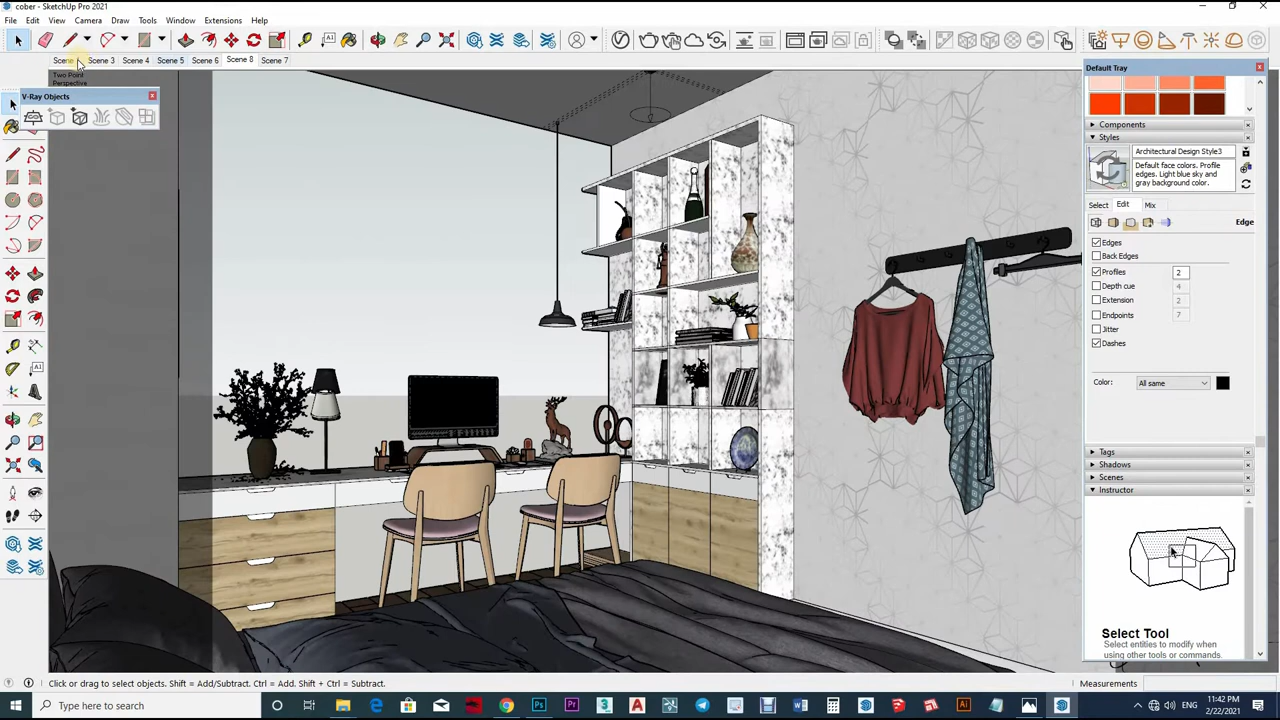 cober - SketchUp Pro 2021
File Edit View Camera Draw Tools Window Extensions Help
Scene Scene 3 Scene 4 Scene 5 Scene 6 Scene 8 Scene 7
Two Point
Perspective
V-Ray Objects
Default Tray
Components
Styles
Architectural Design Style3
Default face colors. Profile
edges. Light blue sky and
gray background color.
Select Edit Mix
Edge
Edges
Back Edges
Profiles 2
Depth cue 4
Extension 2
Endpoints 7
Jitter
Dashes
Color: All same
Tags
Shadows
Scenes
Instructor
Select Tool
Select entities to modify when
using other tools or commands.
Click or drag to select objects. Shift = Add/Subtract. Ctrl = Add. Shift + Ctrl = Subtract.
Measurements
Type here to search
11:42 PM
2/22/2021